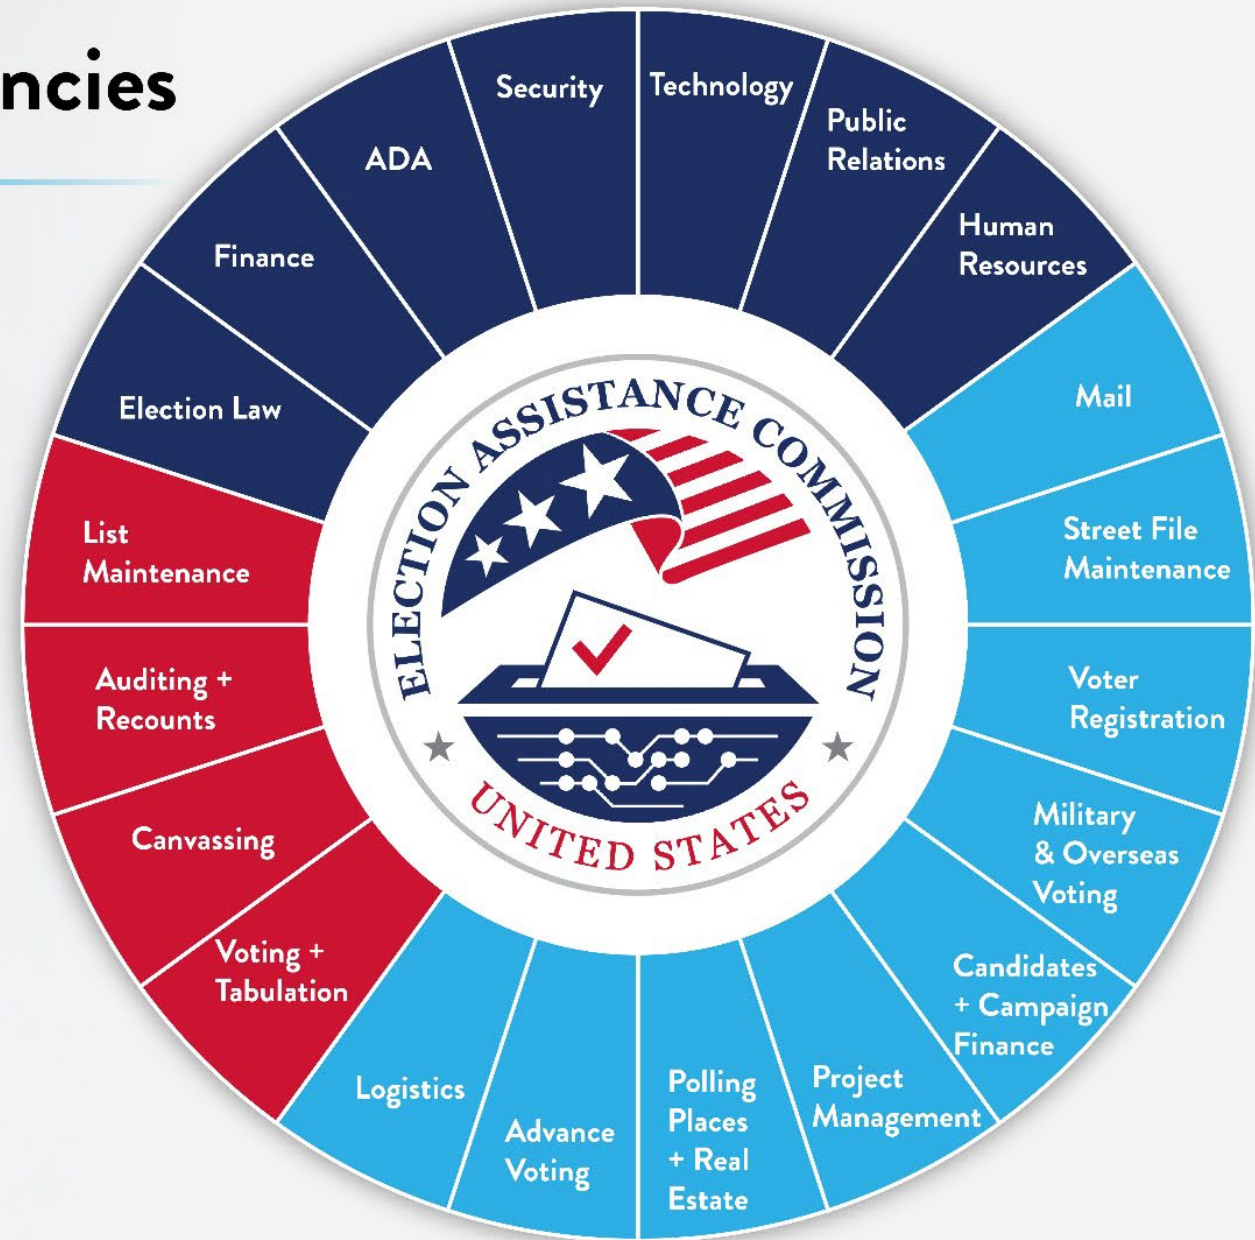 ncies
Security
Technology
Public
Relations
Human
Resources
Mail
Street File
Maintenance
Voter
Registration
Military
& Overseas
Voting
Candidates
+ Campaign
Finance
Project
Management
Polling
Places
+ Real
Estate
Advance
Voting
Logistics
Voting +
Tabulation
Canvassing
Auditing +
Recounts
List
Maintenance
Election Law
Finance
ADA
ELECTION ASSISTANCE COMMISSION
UNITED STATES